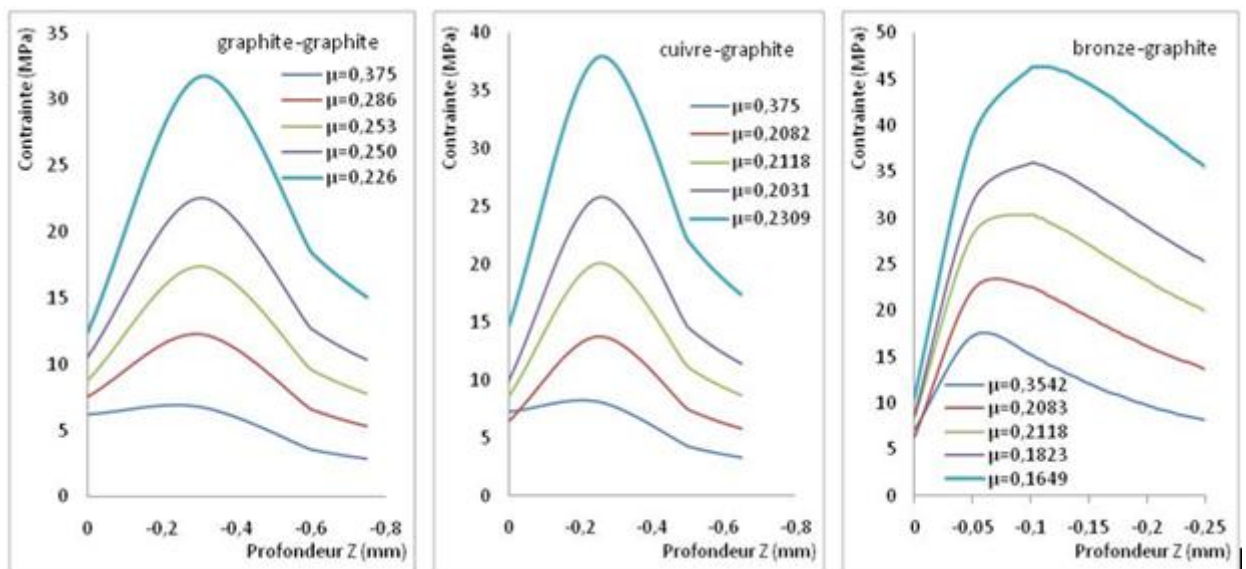 graphite-graphite
Contrainte (MPa)
35
30
25
20
15
10
5
0
μ=0,375
μ=0,286
μ=0,253
μ=0,250
μ=0,226
0 -0,2 -0,4 -0,6 -0,8
Profondeur Z (mm)
cuivre-graphite
Contrainte (MPa)
40
35
30
25
20
15
10
5
0
μ=0,375
μ=0,2082
μ=0,2118
μ=0,2031
μ=0,2309
0 -0,2 -0,4 -0,6 -0,8
Profondeur Z (mm)
bronze-graphite
Contrainte (MPa)
50
45
40
35
30
25
20
15
10
5
0
μ=0,3542
μ=0,2083
μ=0,2118
μ=0,1823
μ=0,1649
0 -0,05 -0,1 -0,15 -0,2 -0,25
Profondeur Z (mm)